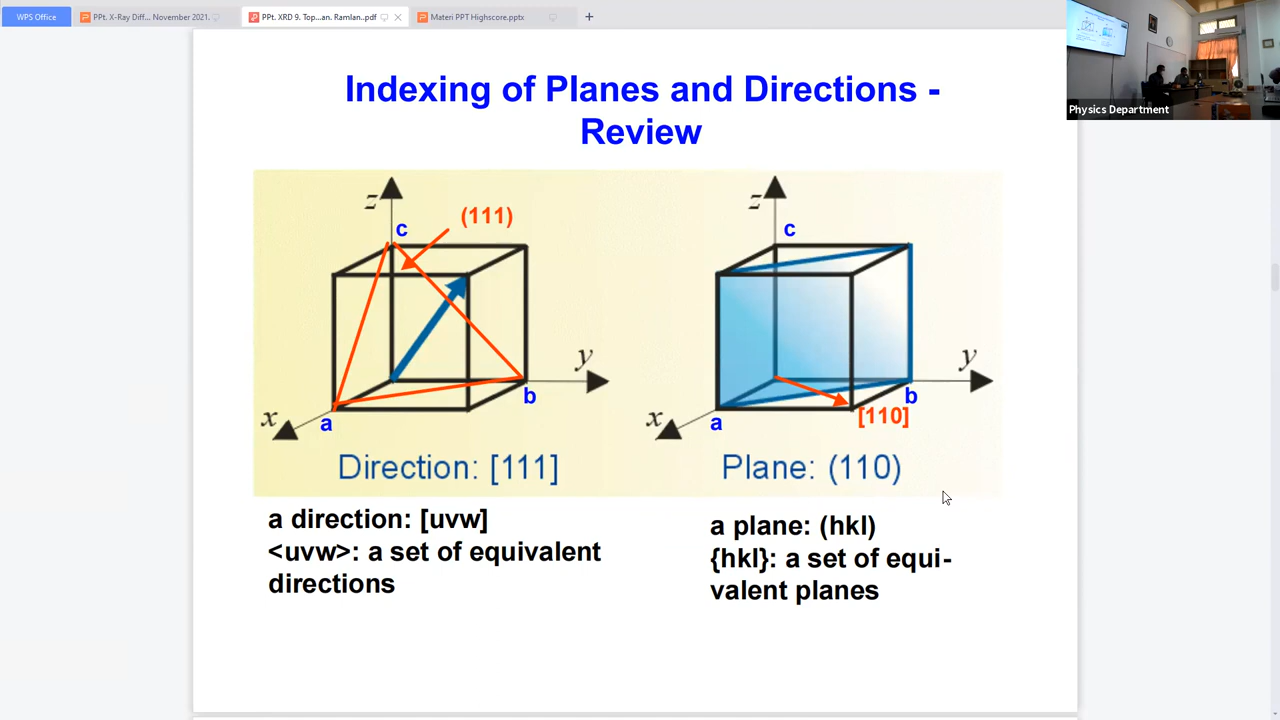 WPS Office
PPt. X-Ray Diff... November 2021.
PPt. XRD 9. Top...an. Ramlan..pdf
Materi PPT Highscore.pptx
Physics Department
Indexing of Planes and Directions -
Review
z
c
(111)
y
b
x
a
Direction: [111]
z
c
y
b
x
a
[110]
Plane: (110)
a direction: [uvw]
<uvw>: a set of equivalent
directions
a plane: (hkl)
{hkl}: a set of equi-
valent planes